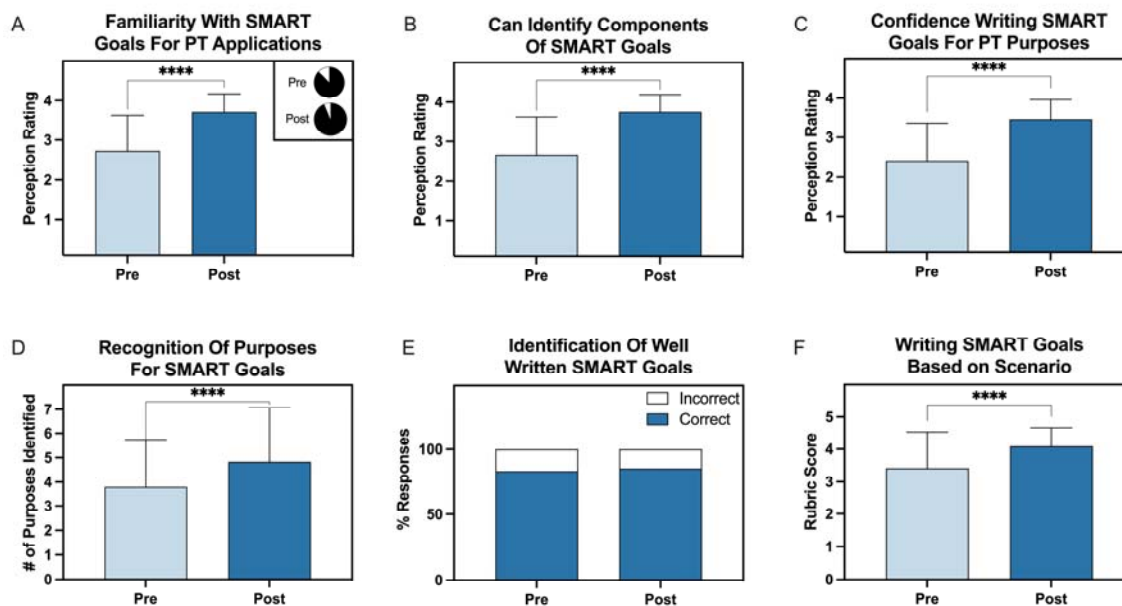 A
Familiarity With SMART
Goals For PT Applications
****
Pre
Post
Perception Rating
4
3
2
1
Pre
Post
B
Can Identify Components
Of SMART Goals
****
Perception Rating
4
3
2
1
Pre
Post
C
Confidence Writing SMART
Goals For PT Purposes
****
Perception Rating
4
3
2
1
Pre
Post
D
Recognition Of Purposes
For SMART Goals
****
# of Purposes Identified
7
6
5
4
3
2
1
0
Pre
Post
E
Identification Of Well
Written SMART Goals
Incorrect
Correct
% Responses
100
50
0
Pre
Post
F
Writing SMART Goals
Based on Scenario
****
Rubric Score
5
4
3
2
1
0
Pre
Post